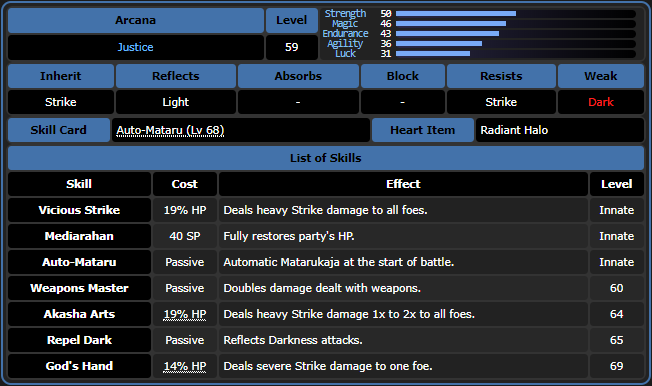 Arcana Level
Justice 59
Strength 50
Magic 46
Endurance 43
Agility 36
Luck 31
Inherit Reflects Absorbs Block Resists Weak
Strike Light - - Strike Dark
Skill Card Auto-Mataru (Lv 68) Heart Item Radiant Halo
List of Skills
Skill Cost Effect Level
Vicious Strike 19% HP Deals heavy Strike damage to all foes. Innate
Mediarahan 40 SP Fully restores party's HP. Innate
Auto-Mataru Passive Automatic Matarukaja at the start of battle. Innate
Weapons Master Passive Doubles damage dealt with weapons. 60
Akasha Arts 19% HP Deals heavy Strike damage 1x to 2x to all foes. 64
Repel Dark Passive Reflects Darkness attacks. 65
God's Hand 14% HP Deals severe Strike damage to one foe. 69